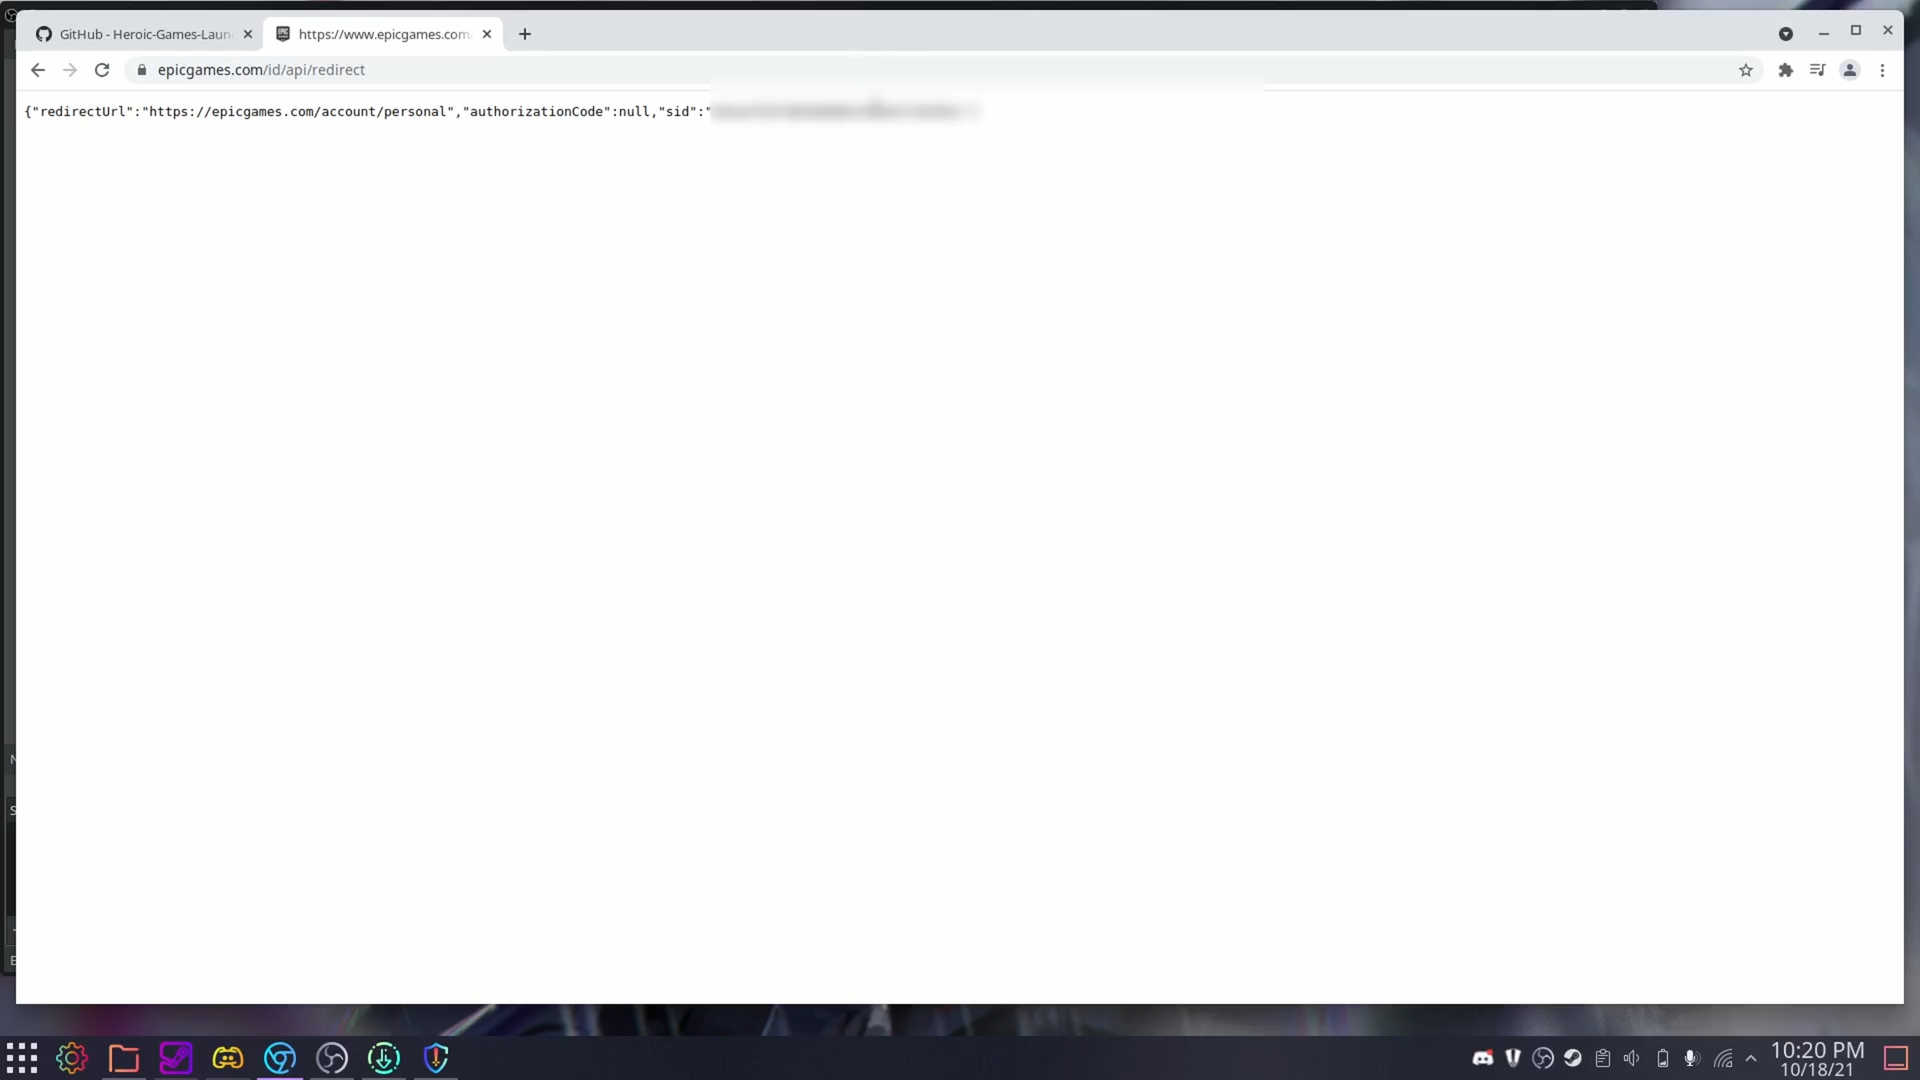 GitHub - Heroic-Games-Laun
https://www.epicgames.com
epicgames.com/id/api/redirect
{"redirectUrl":"https://epicgames.com/account/personal","authorizationCode":null,"sid":"
10:20 PM
10/18/21